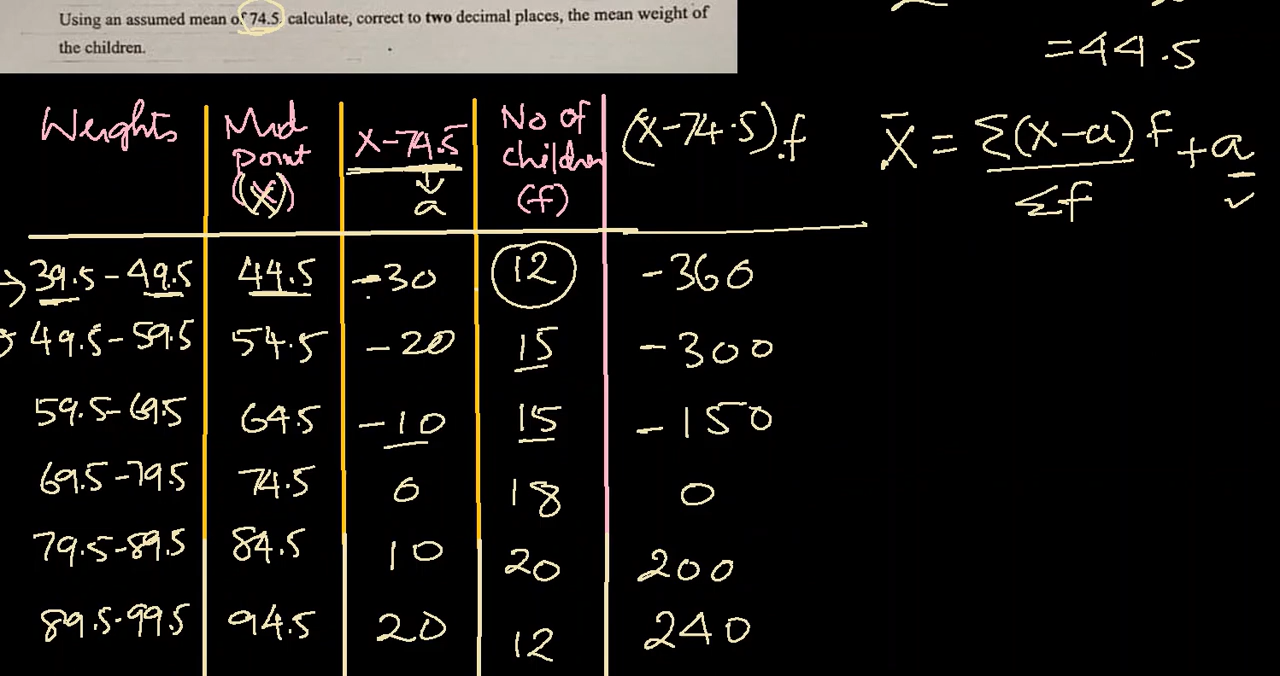 Using an assumed mean of 74.5, calculate, correct to two decimal places, the mean weight of
the children.
=44.5
Weights
Mid
point
(X)
X-74.5
a
No of
children
(f)
(X-74.5).f
X̄ = Σ(X-a)f + a
Σf
39.5-49.5 44.5 -30 12 -360
49.5-59.5 54.5 -20 15 -300
59.5-69.5 64.5 -10 15 -150
69.5-79.5 74.5 0 18 0
79.5-89.5 84.5 10 20 200
89.5-99.5 94.5 20 12 240